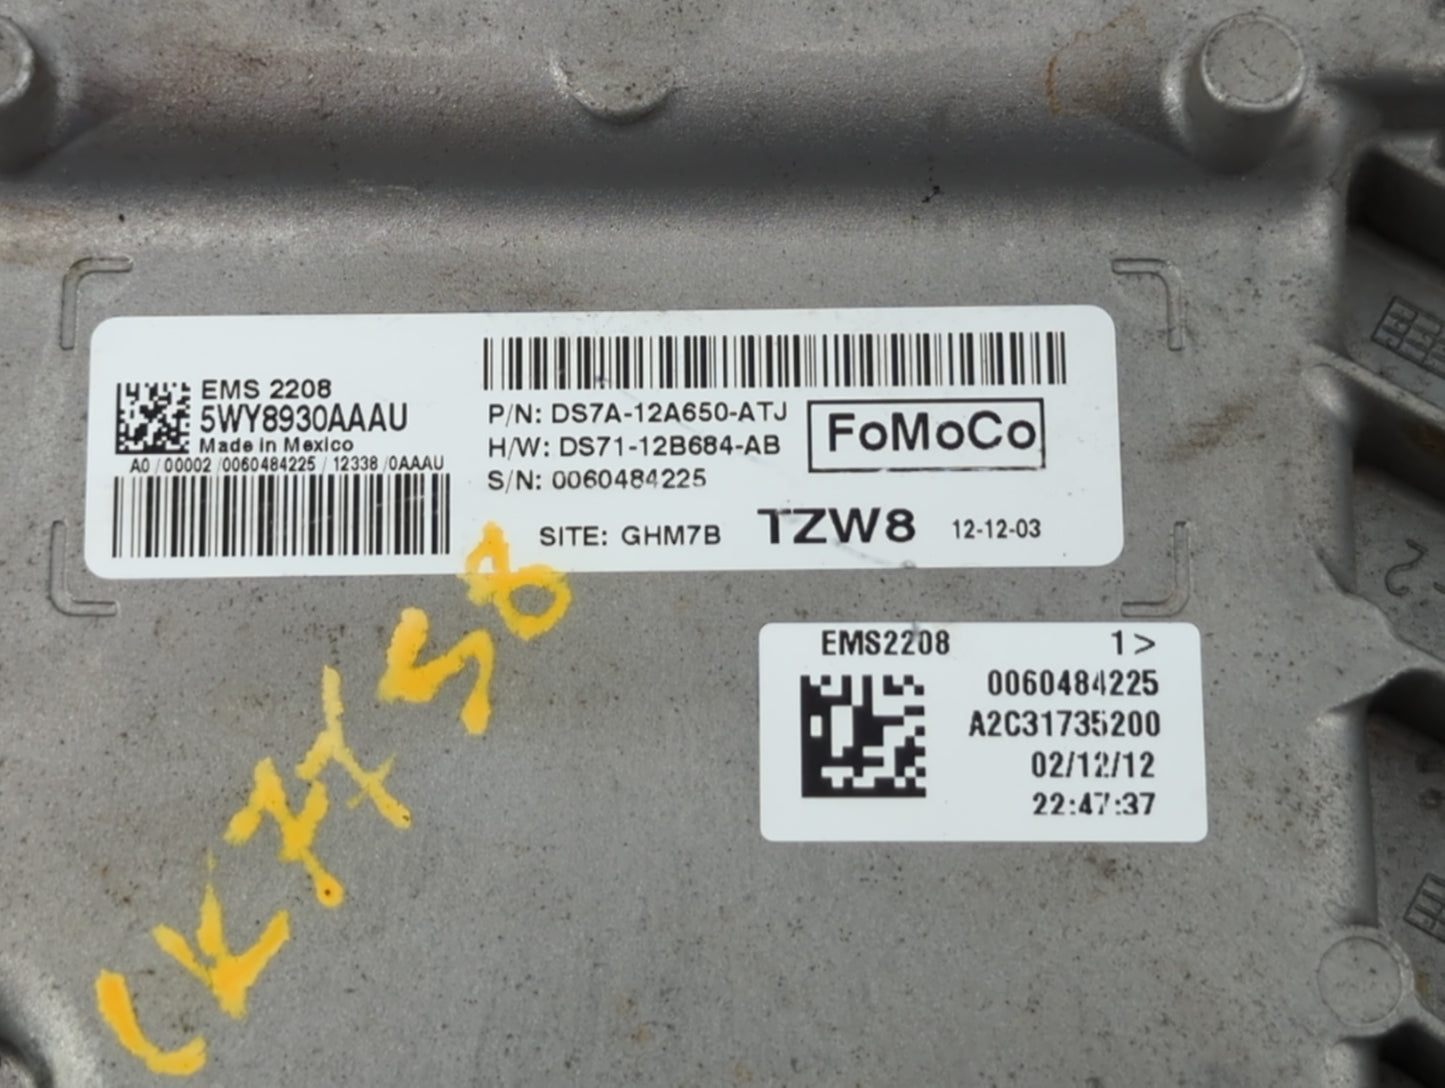 EMS 2208
5WY8930AAAU
Made in Mexico
A0 / 00002 / 0060484225 / 12338 / 0AAAU
P/N: DS7A-12A650-ATJ
H/W: DS71-12B684-AB
S/N: 0060484225
FoMoCo
SITE: GHM7B TZW8 12-12-03
EMS2208 1>
0060484225
A2C31735200
02/12/12
22:47:37